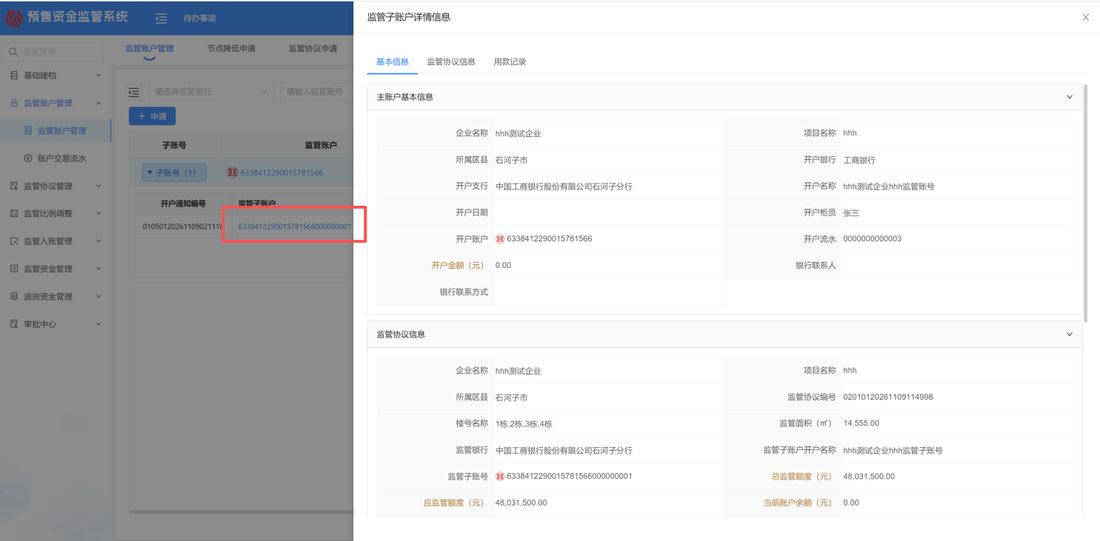 预售资金监管系统
待办事项
搜索菜单
基础建档
监管账户管理
监管账户管理
账户交易流水
监管协议管理
监管比例调整
监管入账管理
监管资金管理
退房资金管理
审批中心
监管账户管理 节点降低申请 监管协议申请
请选择监管银行 请输入监管账号
+ 申请
子账号 监管账户
子账号（1） 6338412290015781566
开户通知编号 监管子账户
0105012026110902111 6338412290015781566000000001
监管子账户详情信息
基本信息 监管协议信息 用款记录
主账户基本信息
企业名称 hhh测试企业 项目名称 hhh
所属区县 石河子市 开户银行 工商银行
开户支行 中国工商银行股份有限公司石河子分行 开户名称 hhh测试企业hhh监管账号
开户日期 开户柜员 张三
开户账户 6338412290015781566 开户流水 0000000000003
开户金额（元） 0.00 银行联系人
银行联系方式
监管协议信息
企业名称 hhh测试企业 项目名称 hhh
所属区县 石河子市 监管协议编号 02010120261109114998
楼号名称 1栋,2栋,3栋,4栋 监管面积（㎡） 14,555.00
监管银行 中国工商银行股份有限公司石河子分行 监管子账户开户名称 hhh测试企业hhh监管子账号
监管子账号 6338412290015781566000000001 总监管额度（元） 48,031,500.00
应监管额度（元） 48,031,500.00 当前账户余额（元） 0.00